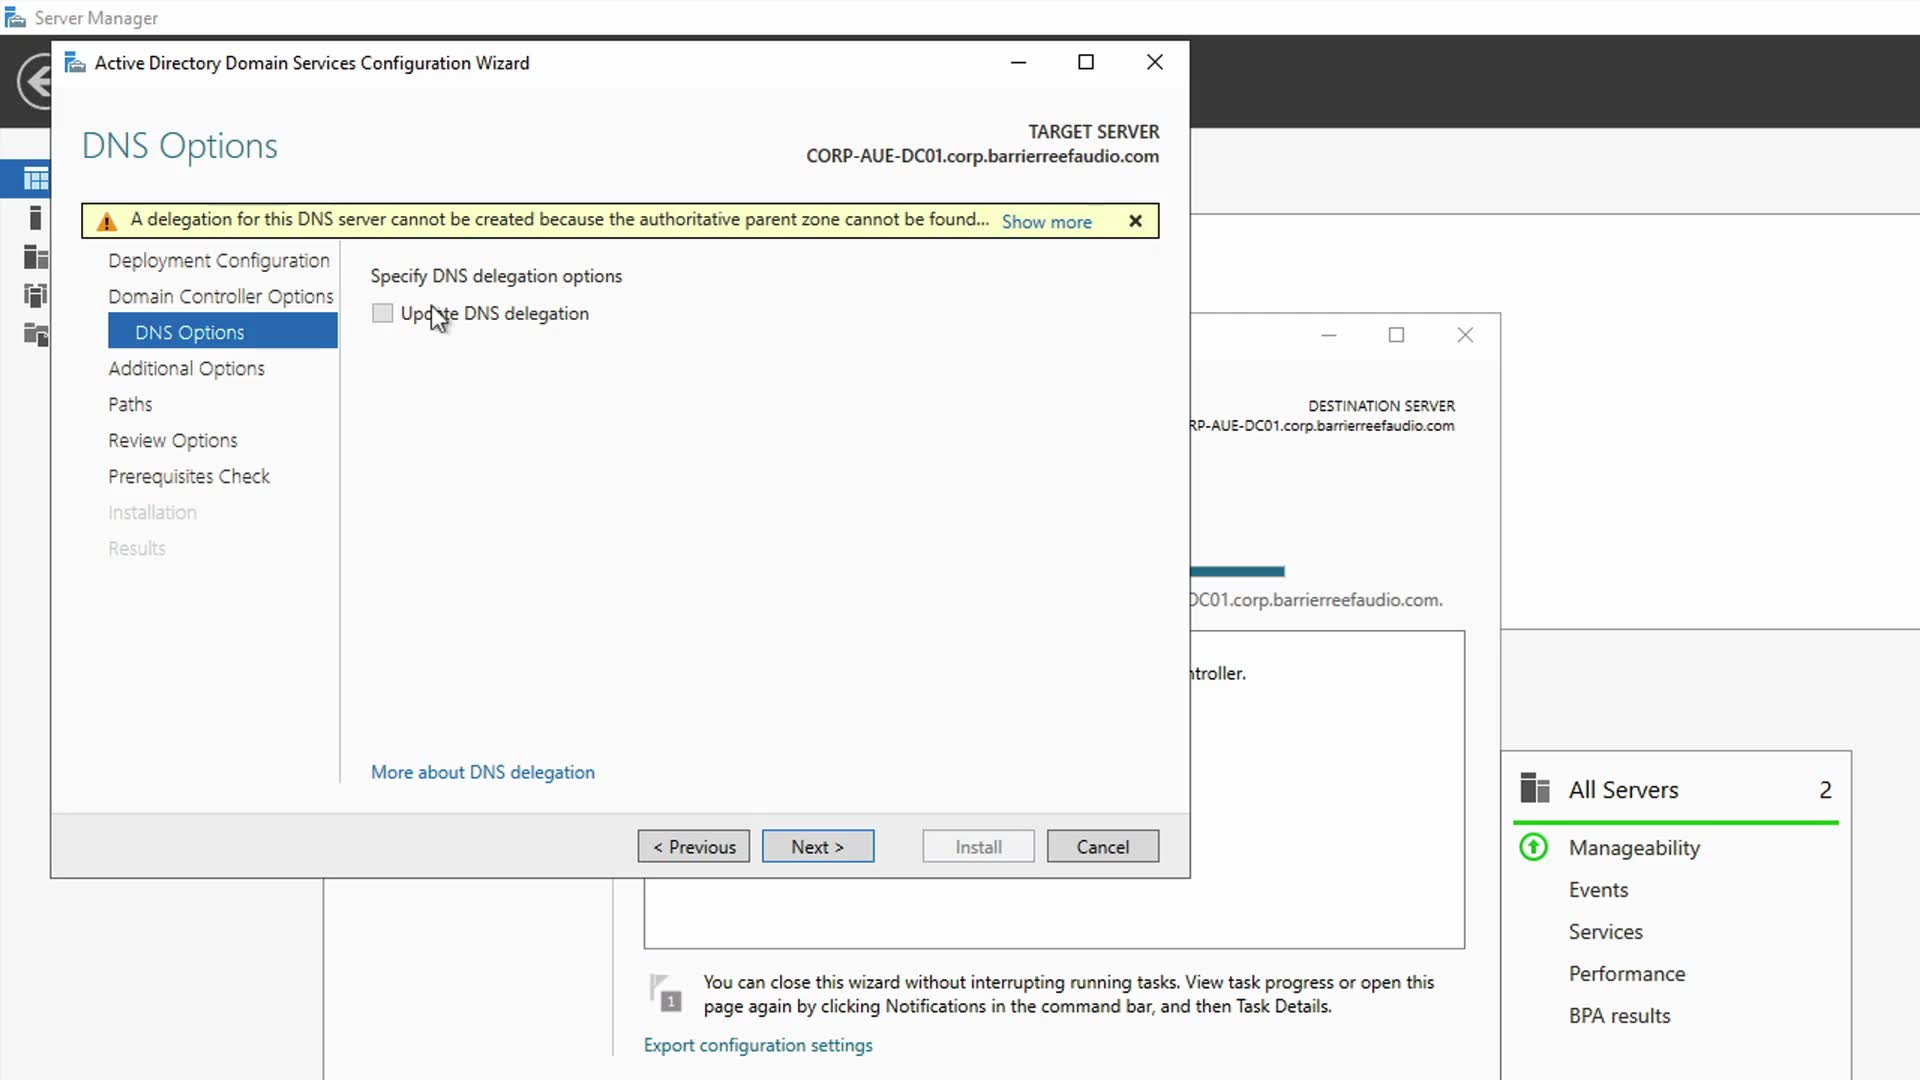 Server Manager
Active Directory Domain Services Configuration Wizard
DNS Options
TARGET SERVER
CORP-AUE-DC01.corp.barrierreefaudio.com
A delegation for this DNS server cannot be created because the authoritative parent zone cannot be found... Show more
Deployment Configuration
Domain Controller Options
DNS Options
Additional Options
Paths
Review Options
Prerequisites Check
Installation
Results
Specify DNS delegation options
Update DNS delegation
More about DNS delegation
< Previous
Next >
Install
Cancel
DESTINATION SERVER
RP-AUE-DC01.corp.barrierreefaudio.com
DC01.corp.barrierreefaudio.com.
ntroller.
1
You can close this wizard without interrupting running tasks. View task progress or open this
page again by clicking Notifications in the command bar, and then Task Details.
Export configuration settings
All Servers 2
Manageability
Events
Services
Performance
BPA results